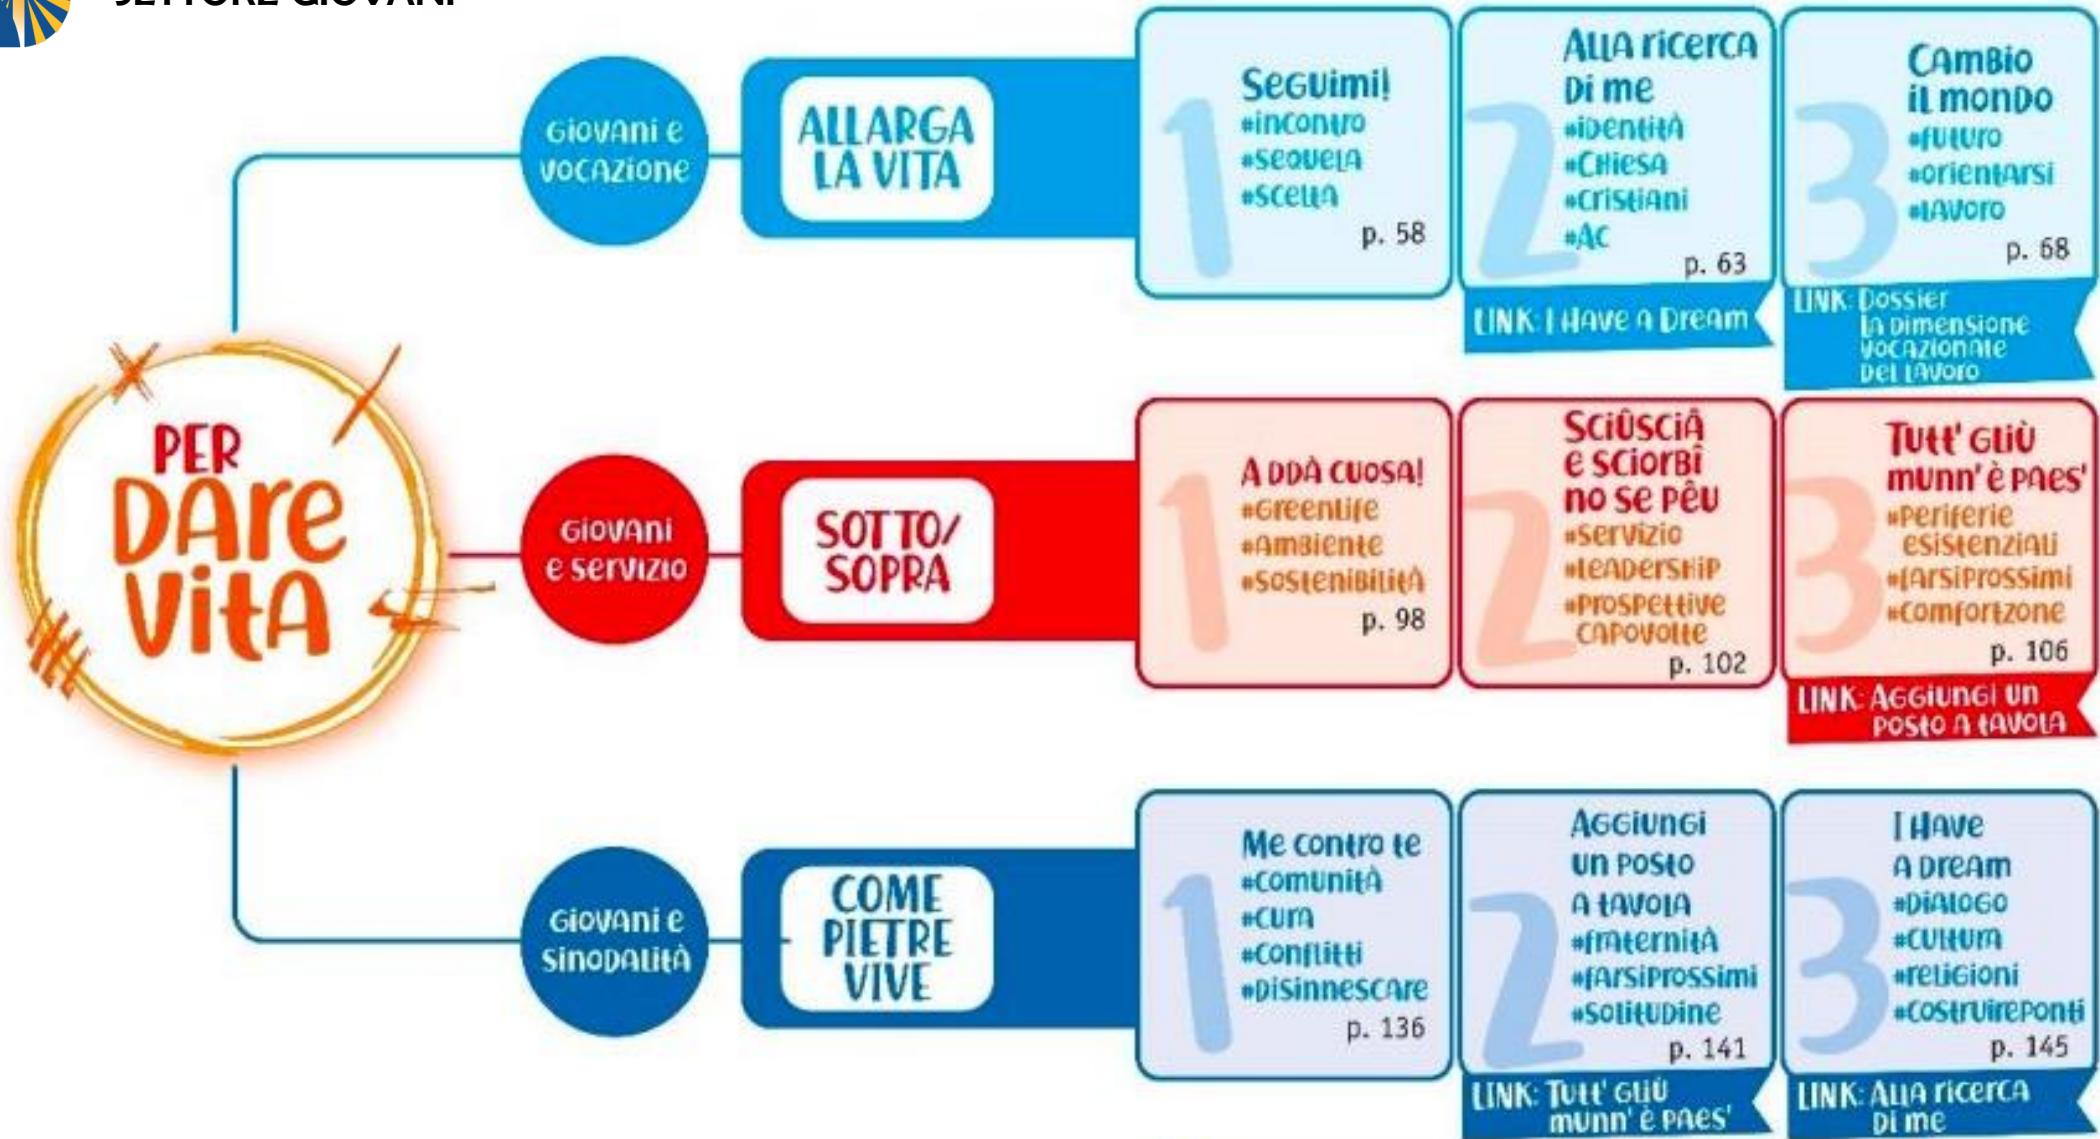 SETTORE GIOVANI
PER
DARE
VITA
GIOVANI E
VOCAZIONE
ALLARGA
LA VITA
1
SEGUIMI!
#INCONTRO
#SEQUELA
#SCELTA
p. 58
2
ALLA RICERCA
DI ME
#IDENTITÀ
#CHIESA
#CRISTIANI
#AC
p. 63
LINK: I HAVE A DREAM
3
CAMBIO
IL MONDO
#FUTURO
#ORIENTARSI
#LAVORO
p. 68
LINK: DOSSIER
LA DIMENSIONE
VOCAZIONALE
DEL LAVORO
GIOVANI
E SERVIZIO
SOTTO/
SOPRA
1
A DDÀ CUOSA!
#GREENLIFE
#AMBIENTE
#SOSTENIBILITÀ
p. 98
2
SCIÛSCIÂ
E SCIORBÎ
NO SE PÊU
#SERVIZIO
#LEADERSHIP
#PROSPETTIVE
CAPOVOLTE
p. 102
3
TUTT' GLIÙ
MUNN' È PAES'
#PERIFERIE
ESISTENZIALI
#FARSIPROSSIMI
#COMFORTZONE
p. 106
LINK: AGGIUNGI UN
POSTO A TAVOLA
GIOVANI E
SINODALITÀ
COME
PIETRE
VIVE
1
ME CONTRO TE
#COMUNITÀ
#CURA
#CONFLITTI
#DISINNESCARE
p. 136
2
AGGIUNGI
UN POSTO
A TAVOLA
#FRATERNITÀ
#FARSIPROSSIMI
#SOLITUDINE
p. 141
LINK: TUTT' GLIÙ
MUNN' È PAES'
3
I HAVE
A DREAM
#DIALOGO
#CULTURA
#RELIGIONI
#COSTRUIREPONTI
p. 145
LINK: ALLA RICERCA
DI ME